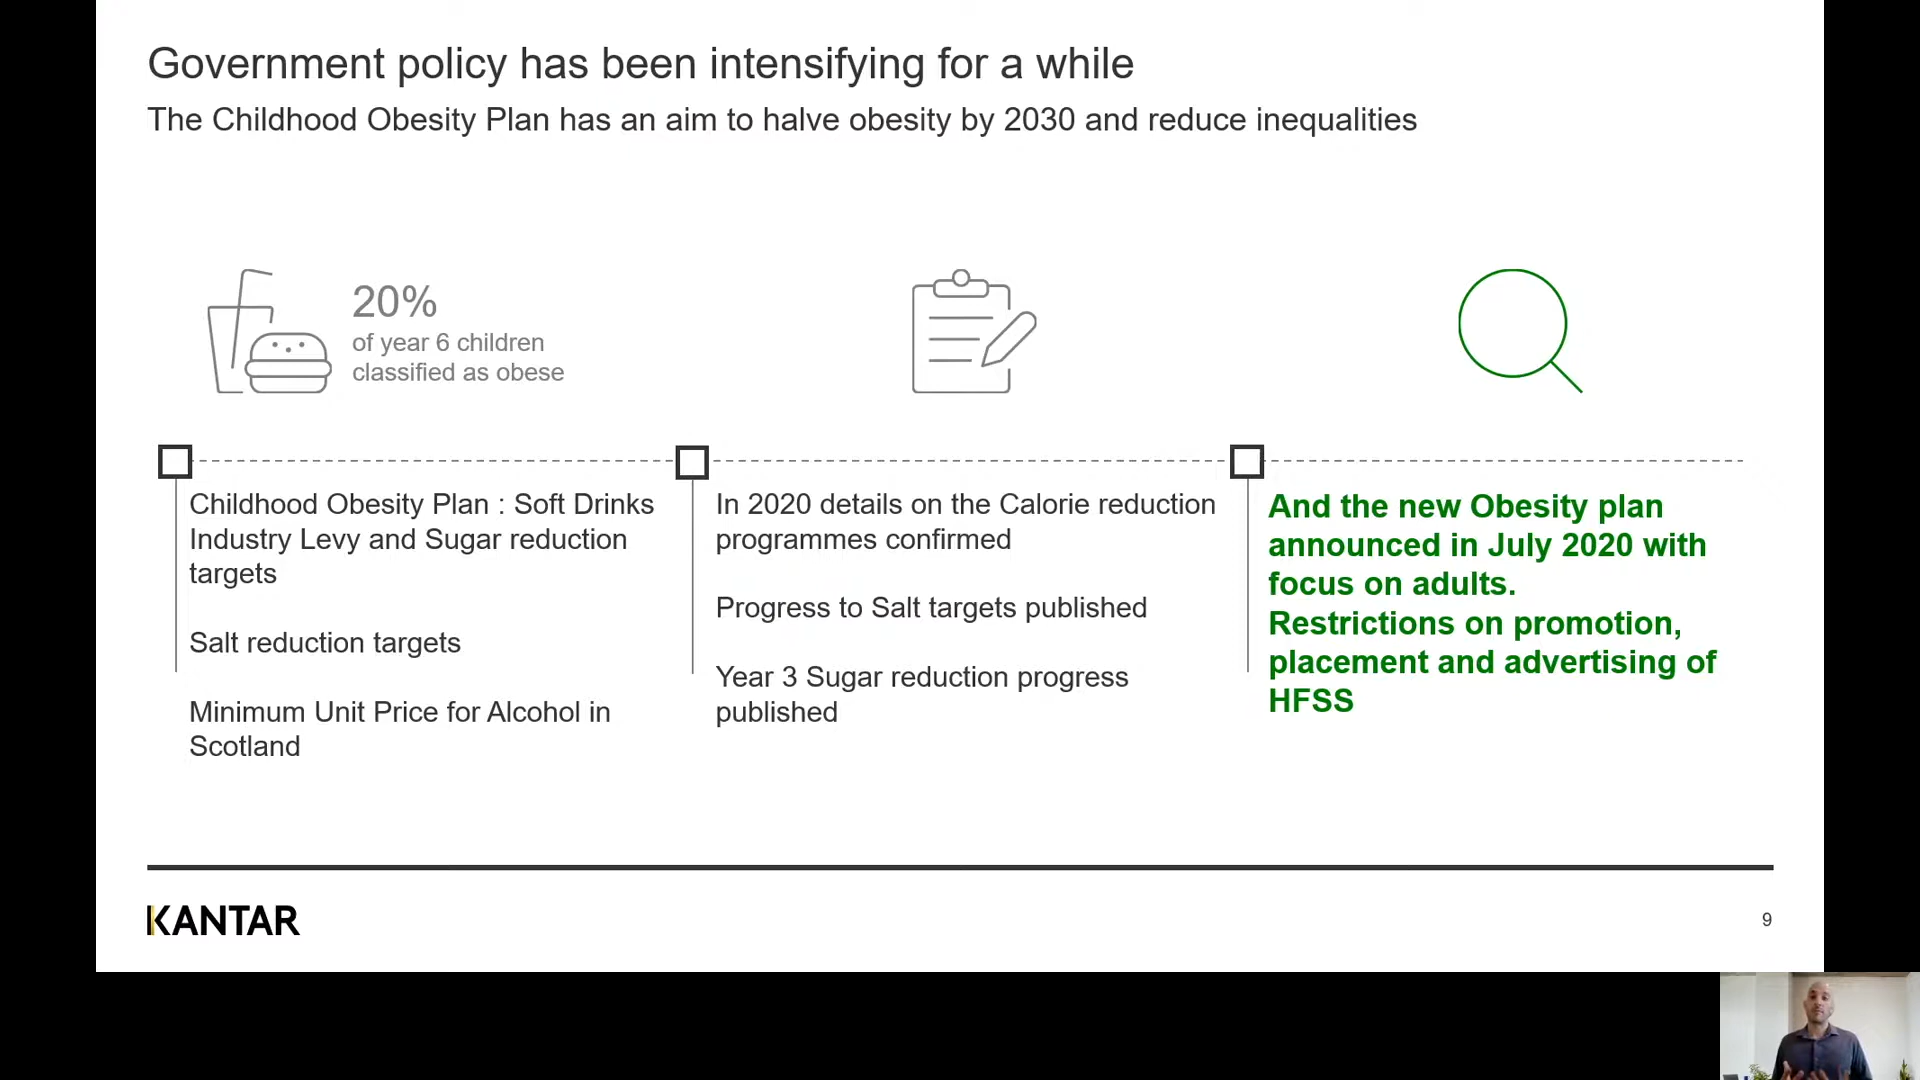 Government policy has been intensifying for a while
The Childhood Obesity Plan has an aim to halve obesity by 2030 and reduce inequalities
20%
of year 6 children
classified as obese
Childhood Obesity Plan : Soft Drinks
Industry Levy and Sugar reduction
targets
Salt reduction targets
Minimum Unit Price for Alcohol in
Scotland
In 2020 details on the Calorie reduction
programmes confirmed
Progress to Salt targets published
Year 3 Sugar reduction progress
published
And the new Obesity plan
announced in July 2020 with
focus on adults.
Restrictions on promotion,
placement and advertising of
HFSS
KANTAR
9